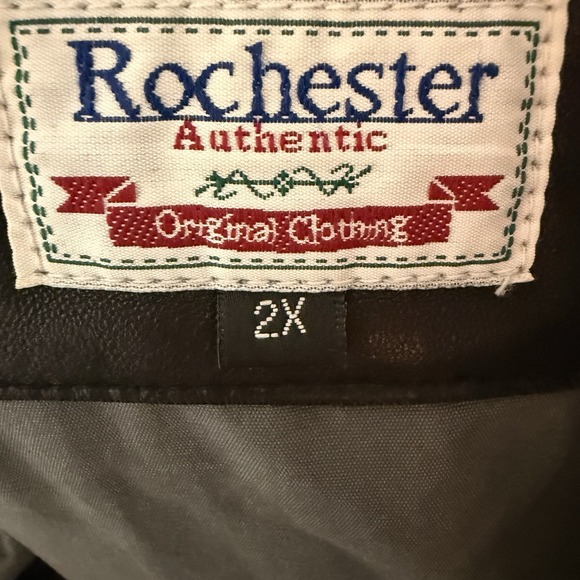 Rochester
Authentic
Original Clothing
2X